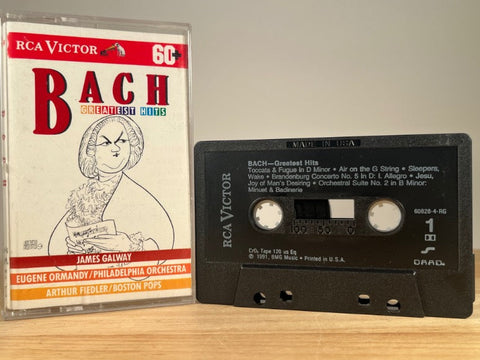 RCA VICTOR
60+
BACH
GREATEST HITS
JAMES GALWAY
EUGENE ORMANDY/PHILADELPHIA ORCHESTRA
ARTHUR FIEDLER/BOSTON POPS
MADE IN USA
RCA VICTOR
BACH—Greatest Hits
Toccata & Fugue in D Minor • Air on the G String • Sleepers,
Wake • Brandenburg Concerto No. 5 in D: I. Allegro • Jesu,
Joy of Man's Desiring • Orchestral Suite No. 2 in B Minor:
Minuet & Badinerie
60828-4-RG
1
CrO₂ Tape 120 us Eq
℗ 1991, BMG Music • Printed in U.S.A.